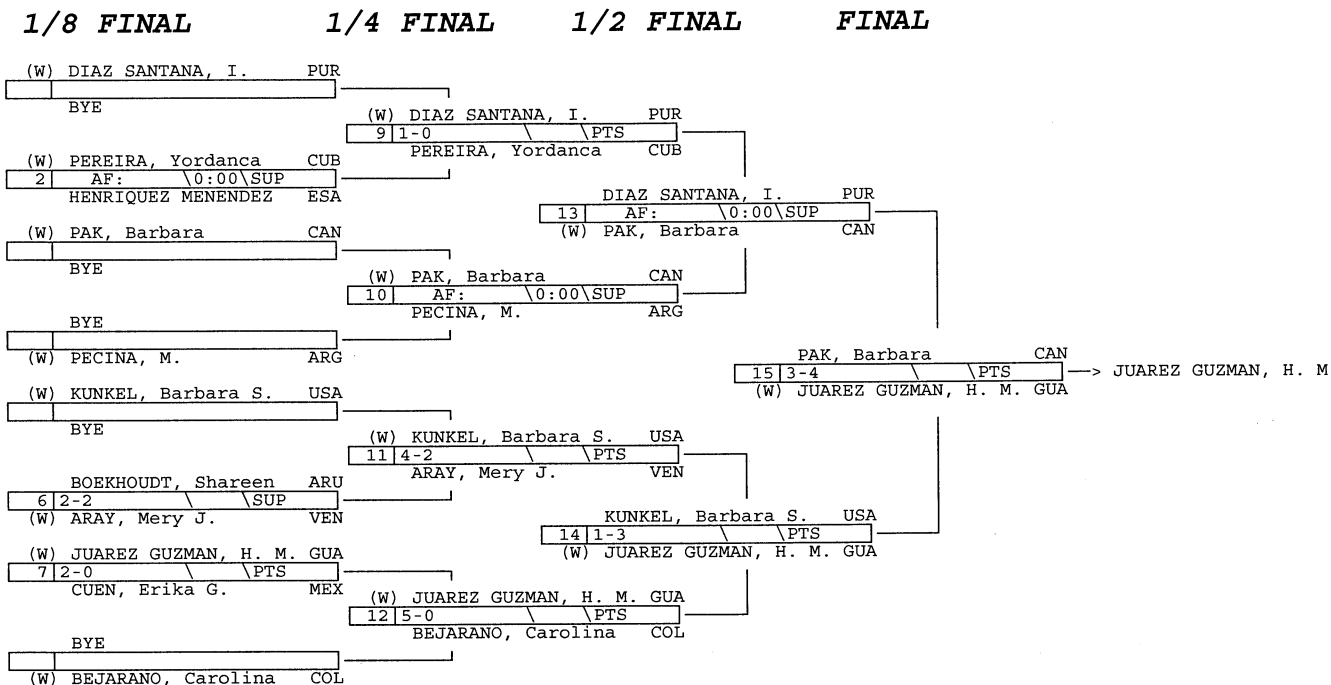 1/8 FINAL 1/4 FINAL 1/2 FINAL FINAL
(W) DIAZ SANTANA, I. PUR
BYE
(W) PEREIRA, Yordanca CUB
2 AF: \0:00\SUP
HENRIQUEZ MENENDEZ ESA
(W) PAK, Barbara CAN
BYE
BYE
(W) PECINA, M. ARG
(W) KUNKEL, Barbara S. USA
BYE
BOEKHOUDT, Shareen ARU
6 2-2 \ \SUP
(W) ARAY, Mery J. VEN
(W) JUAREZ GUZMAN, H. M. GUA
7 2-0 \ \PTS
CUEN, Erika G. MEX
BYE
(W) BEJARANO, Carolina COL
(W) DIAZ SANTANA, I. PUR
9 1-0 \ \PTS
PEREIRA, Yordanca CUB
(W) PAK, Barbara CAN
10 AF: \0:00\SUP
PECINA, M. ARG
(W) KUNKEL, Barbara S. USA
11 4-2 \ \PTS
ARAY, Mery J. VEN
(W) JUAREZ GUZMAN, H. M. GUA
12 5-0 \ \PTS
BEJARANO, Carolina COL
DIAZ SANTANA, I. PUR
13 AF: \0:00\SUP
(W) PAK, Barbara CAN
KUNKEL, Barbara S. USA
14 1-3 \ \PTS
(W) JUAREZ GUZMAN, H. M. GUA
PAK, Barbara CAN
15 3-4 \ \PTS
(W) JUAREZ GUZMAN, H. M. GUA
—> JUAREZ GUZMAN, H. M